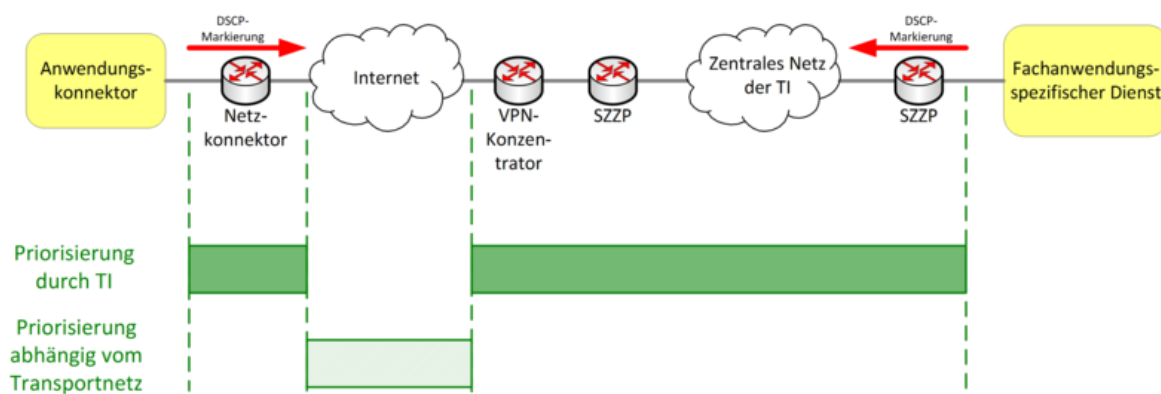 DSCP-
Markierung
DSCP-
Markierung
Anwendungs-
konnektor
Internet
Zentrales Netz
der TI
Fachanwendungs-
spezifischer Dienst
Netz-
konnektor
VPN-
Konzen-
trator
SZZP
SZZP
Priorisierung
durch TI
Priorisierung
abhängig vom
Transportnetz